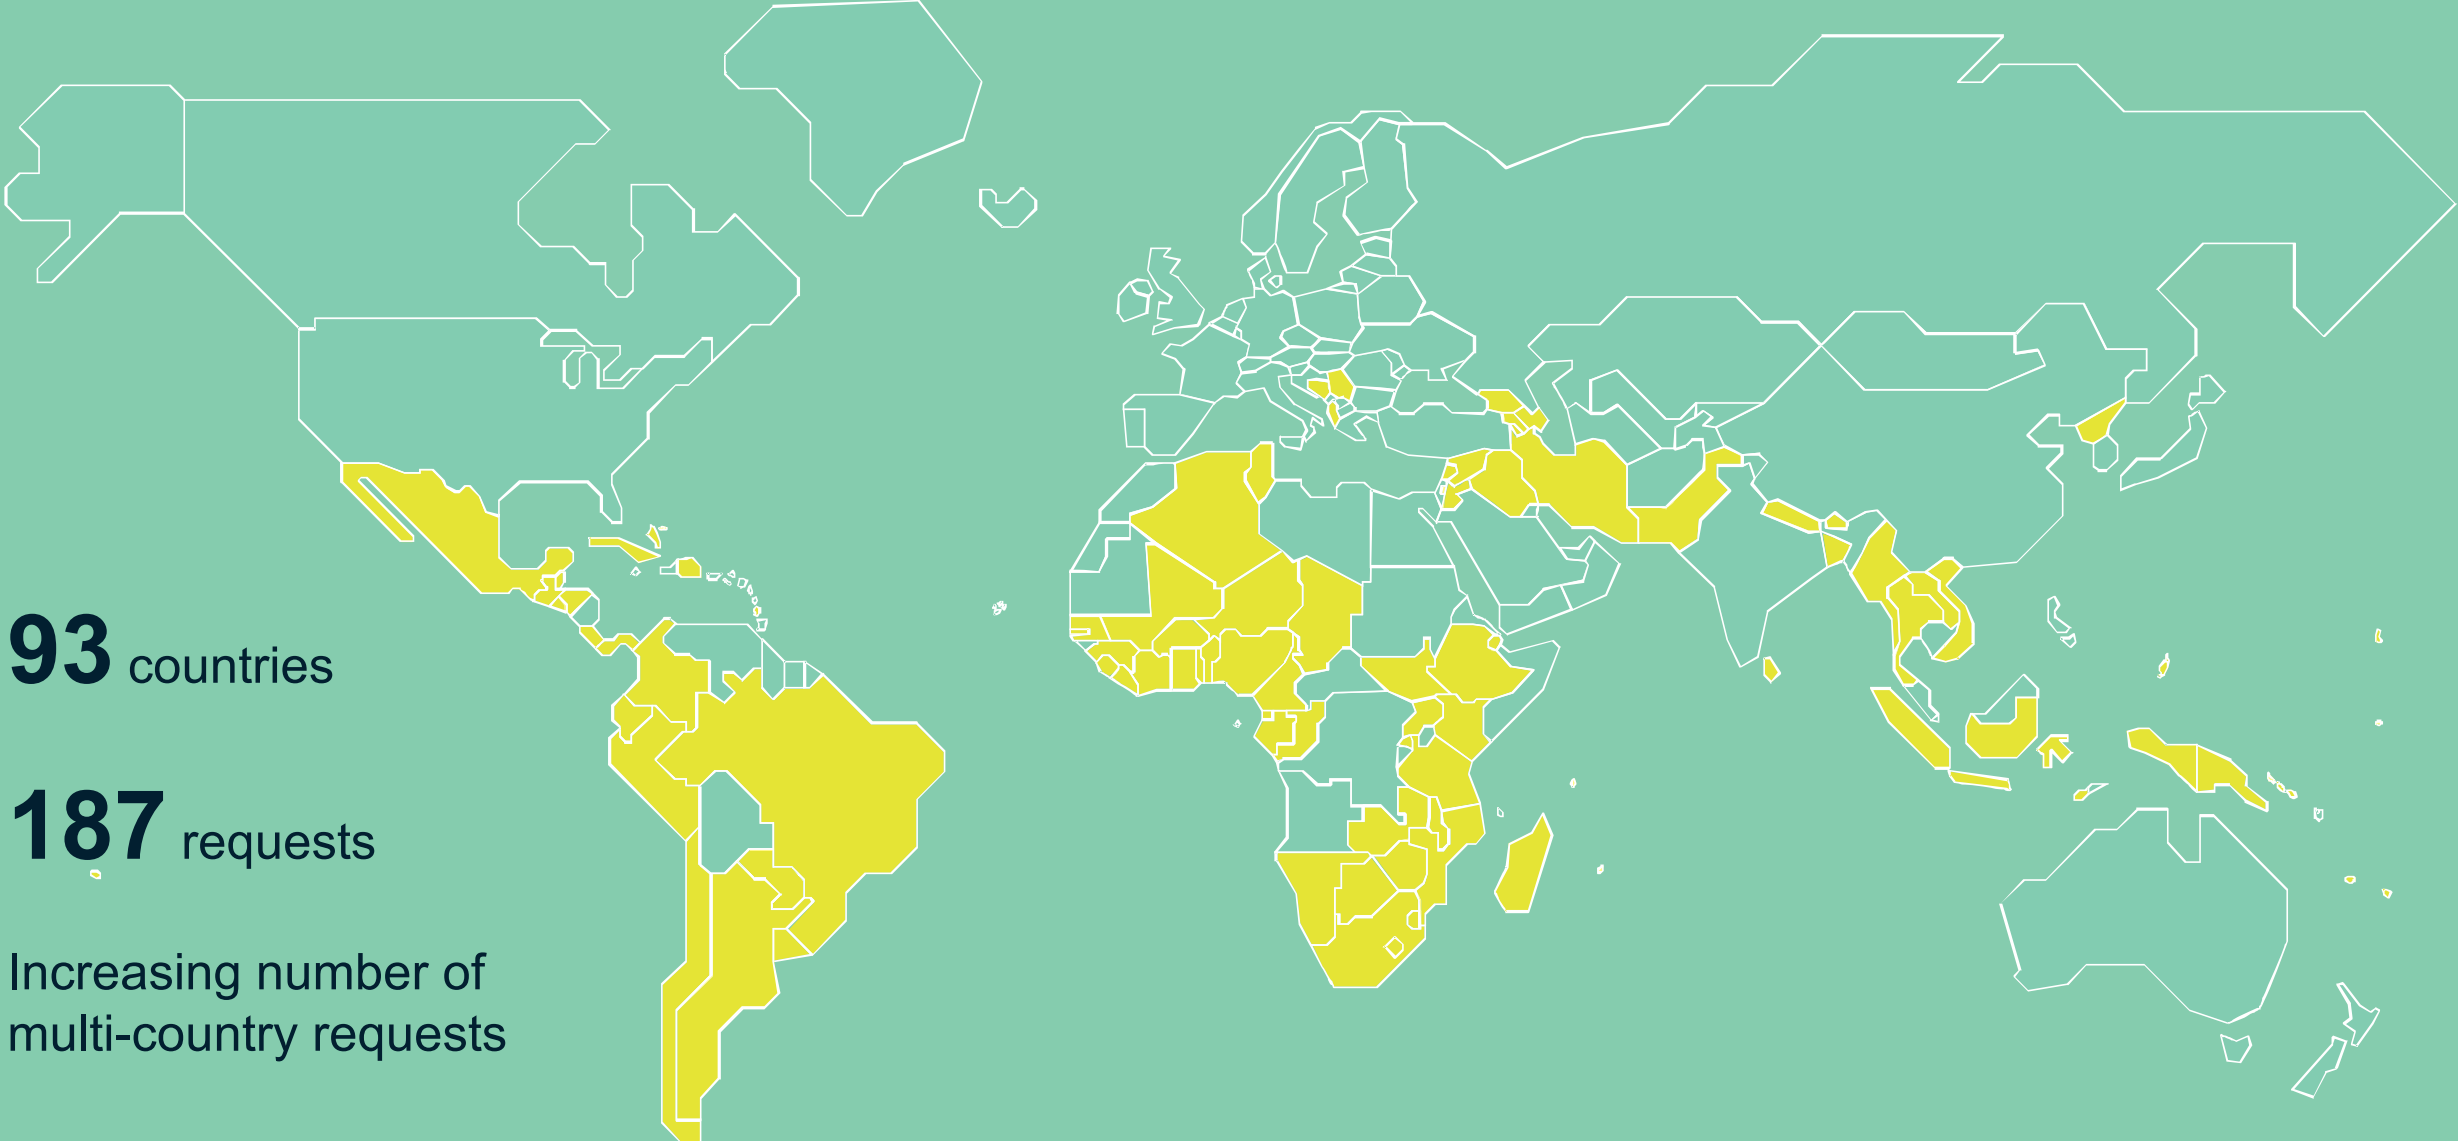 93 countries
187 requests
Increasing number of
multi-country requests